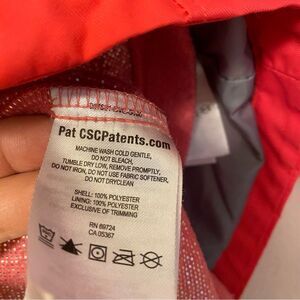 Pat CSCPatents.com
MACHINE WASH COLD GENTLE,
DO NOT BLEACH,
TUMBLE DRY LOW, REMOVE PROMPTLY,
DO NOT IRON, DO NOT USE FABRIC SOFTENER,
DO NOT DRYCLEAN
SHELL: 100% POLYESTER
LINING: 100% POLYESTER
EXCLUSIVE OF TRIMMING
RN 69724
CA 05367